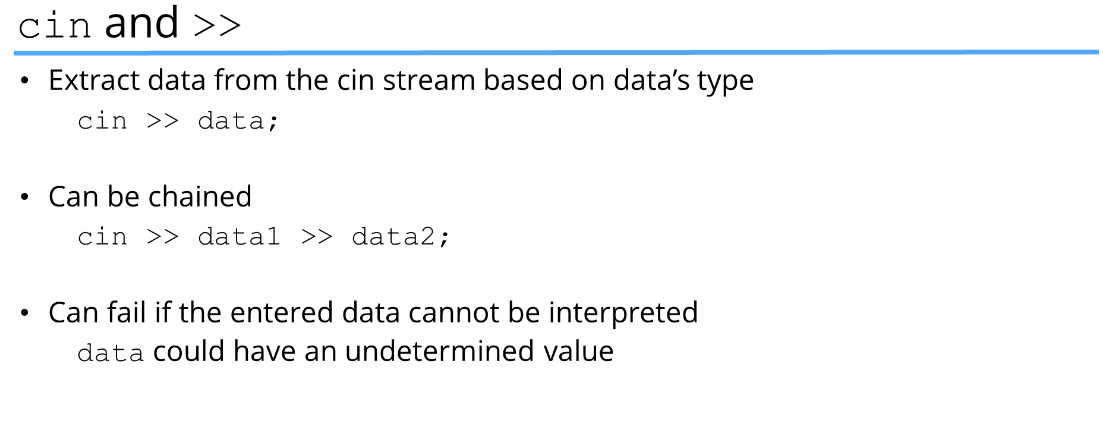 cin and >>
• Extract data from the cin stream based on data’s type
cin >> data;
• Can be chained
cin >> data1 >> data2;
• Can fail if the entered data cannot be interpreted
data could have an undetermined value